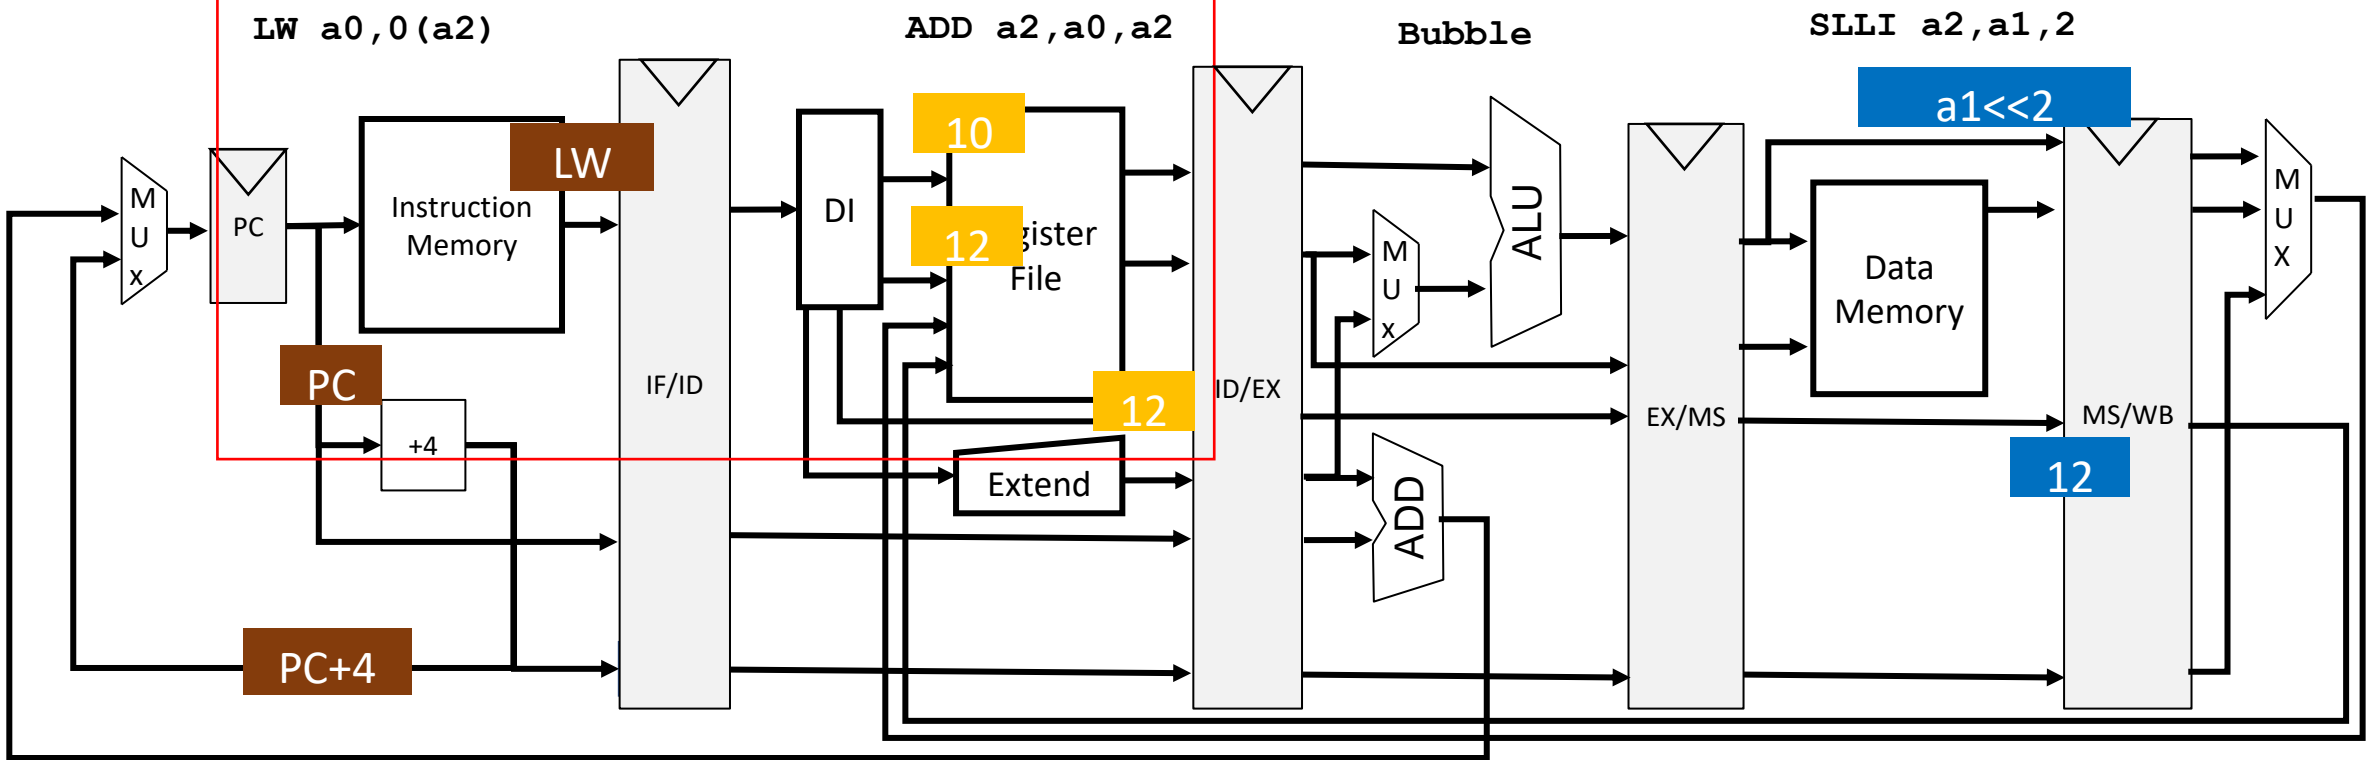 LW a0,0(a2)
ADD a2,a0,a2
Bubble
SLLI a2,a1,2
M
U
x
PC
Instruction
Memory
LW
PC
+4
PC+4
IF/ID
DI
10
12
gister
File
12
Extend
ID/EX
M
U
x
ALU
ADD
EX/MS
a1<<2
Data
Memory
MS/WB
12
M
U
X